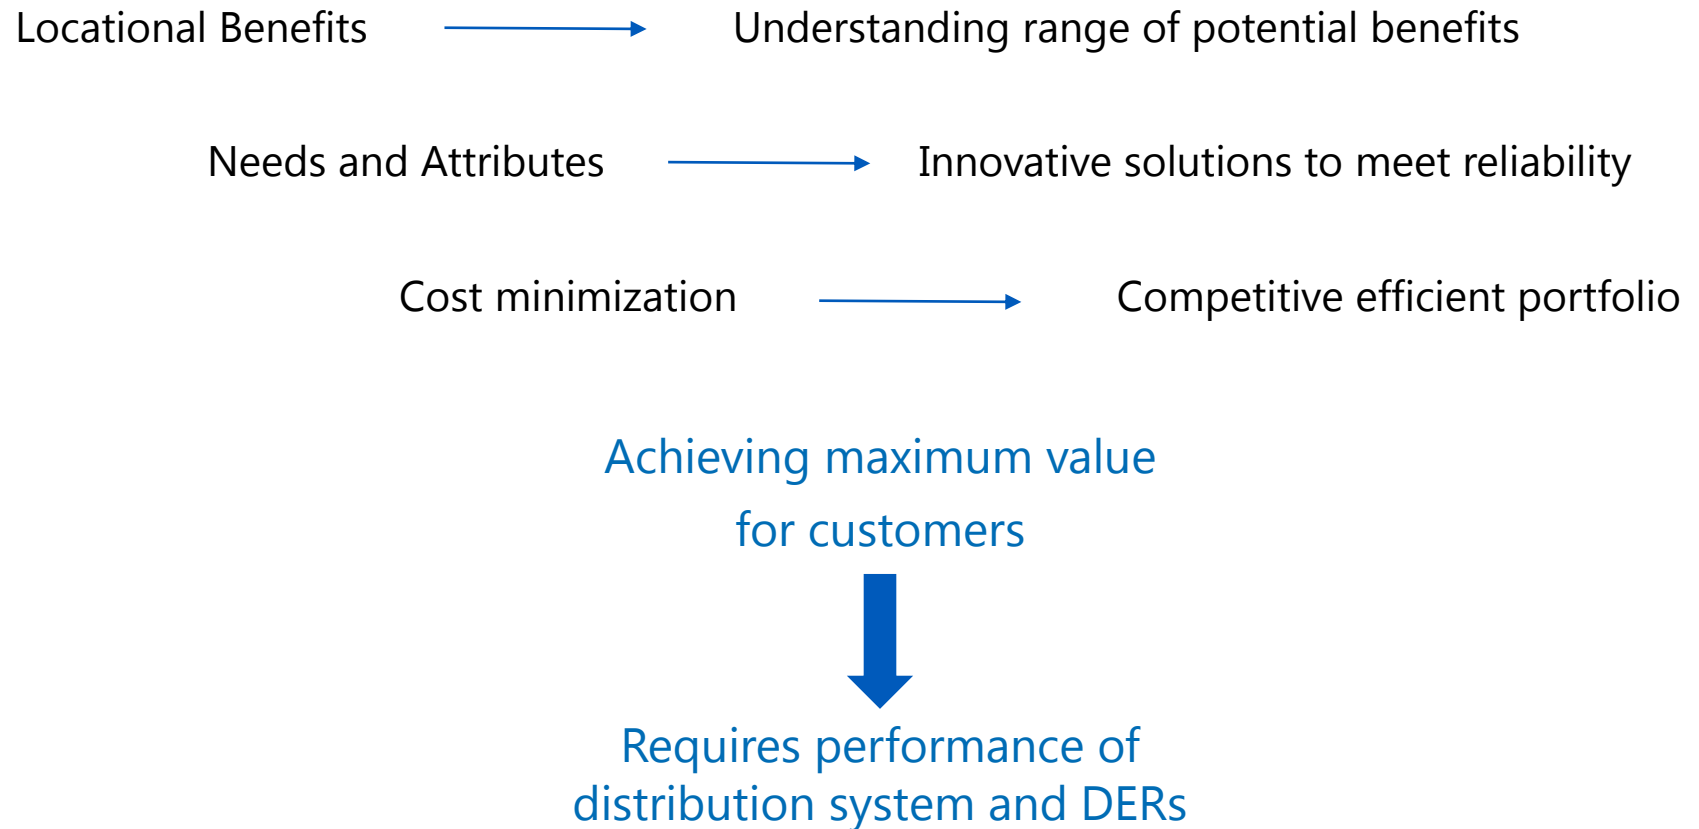 Locational Benefits Understanding range of potential benefits
Needs and Attributes Innovative solutions to meet reliability
Cost minimization Competitive efficient portfolio
Achieving maximum value
for customers
Requires performance of
distribution system and DERs